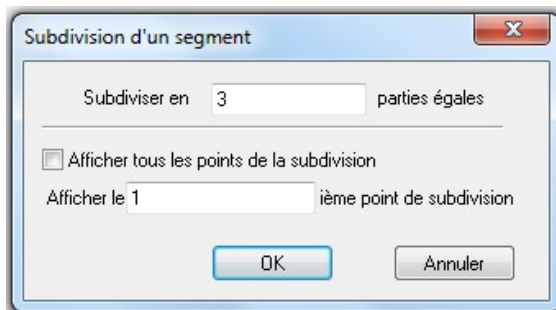 Subdivision d'un segment
Subdiviser en 3 parties égales
Afficher tous les points de la subdivision
Afficher le 1 ième point de subdivision
OK Annuler